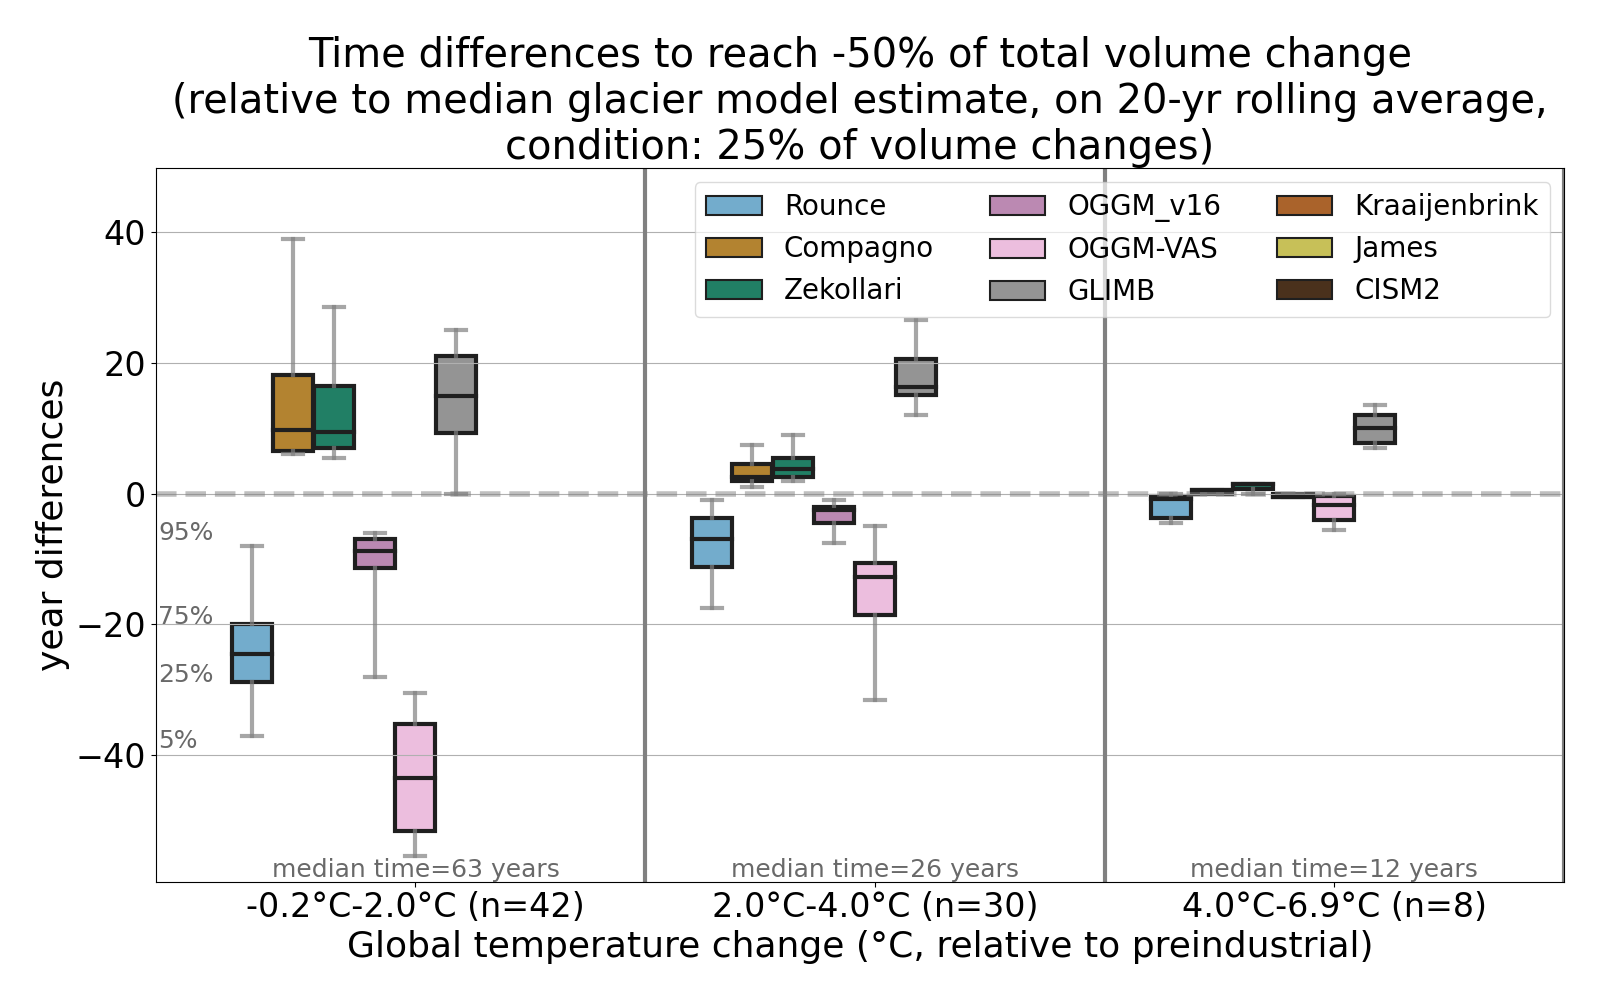 Time differences to reach -50% of total volume change
(relative to median glacier model estimate, on 20-yr rolling average,
condition: 25% of volume changes)
Rounce
Compagno
Zekollari
OGGM_v16
OGGM-VAS
GLIMB
Kraaijenbrink
James
CISM2
year differences
40
20
0
−20
−40
95%
75%
25%
5%
median time=63 years
median time=26 years
median time=12 years
-0.2°C-2.0°C (n=42)
2.0°C-4.0°C (n=30)
4.0°C-6.9°C (n=8)
Global temperature change (°C, relative to preindustrial)